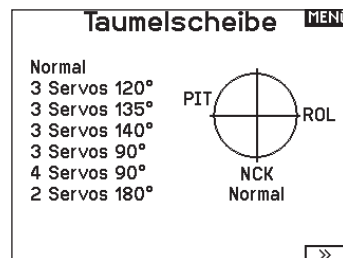 Taumelscheibe
MENU
Normal
3 Servos 120°
3 Servos 135°
3 Servos 140°
3 Servos 90°
4 Servos 90°
2 Servos 180°
PIT
ROL
NCK
Normal
>>